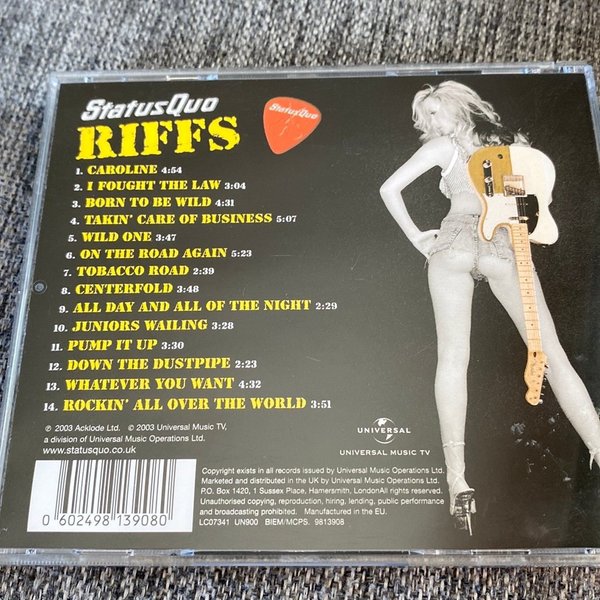 StatusQuo
StatusQuo
RIFFS
1. CAROLINE 4:54
2. I FOUGHT THE LAW 3:04
3. BORN TO BE WILD 4:31
4. TAKIN' CARE OF BUSINESS 5:07
5. WILD ONE 3:47
6. ON THE ROAD AGAIN 5:23
7. TOBACCO ROAD 2:39
8. CENTERFOLD 3:48
9. ALL DAY AND ALL OF THE NIGHT 2:29
10. JUNIORS WAILING 3:28
11. PUMP IT UP 3:30
12. DOWN THE DUSTPIPE 2:23
13. WHATEVER YOU WANT 4:32
14. ROCKIN' ALL OVER THE WORLD 3:51
℗ 2003 Acklode Ltd. © 2003 Universal Music TV,
a division of Universal Music Operations Ltd.
www.statusquo.co.uk
UNIVERSAL
UNIVERSAL MUSIC TV
0 602498 139080
Copyright exists in all records issued by Universal Music Operations Ltd.
Marketed and distributed in the UK by Universal Music Operations Ltd.
P.O. Box 1420, 1 Sussex Place, Hamersmith, LondonAll rights reserved.
Unauthorised copying, reproduction, hiring, lending, public performance
and broadcasting prohibited. Manufactured in the EU.
LC07341 UN900 BIEM/MCPS. 9813908